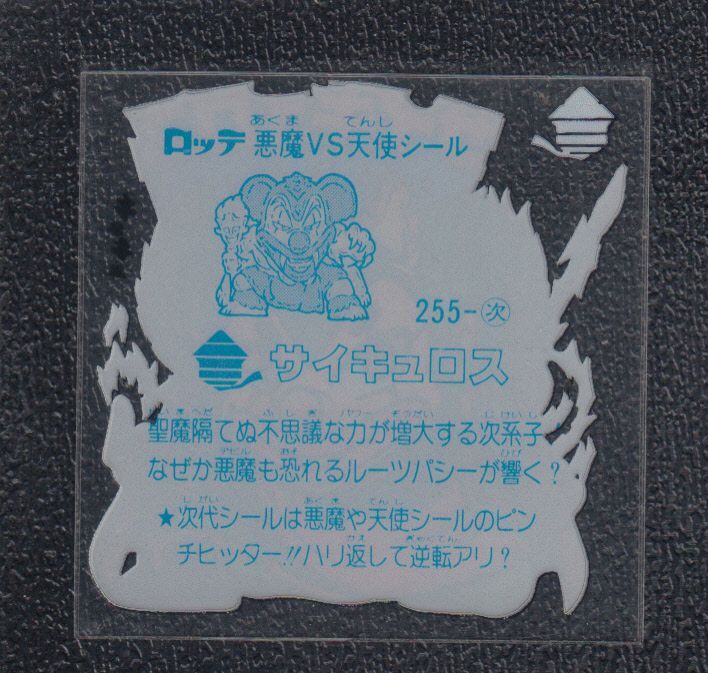 ロッテ 悪魔VS天使シール
255-次
サイキュロス
聖魔隔てぬ不思議な力が増大する次系子
なぜか悪魔も恐れるルーツパシーが響く?
★次代シールは悪魔や天使シールのピン
チヒッター!!ハリ返して逆転アリ?